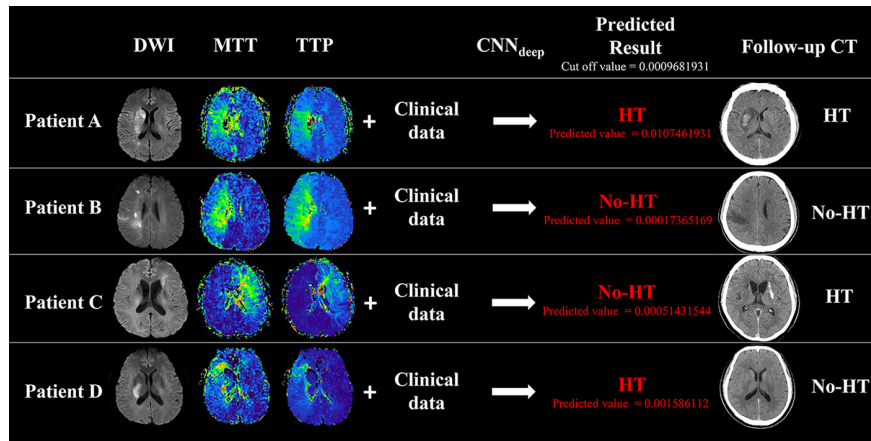 DWI MTT TTP CNNdeep Predicted Result Follow-up CT
Cut off value = 0.0009681931
Patient A + Clinical data HT HT
Predicted value = 0.0107461931
Patient B + Clinical data No-HT No-HT
Predicted value = 0.00017365169
Patient C + Clinical data No-HT HT
Predicted value = 0.00051431544
Patient D + Clinical data HT No-HT
Predicted value = 0.001586112